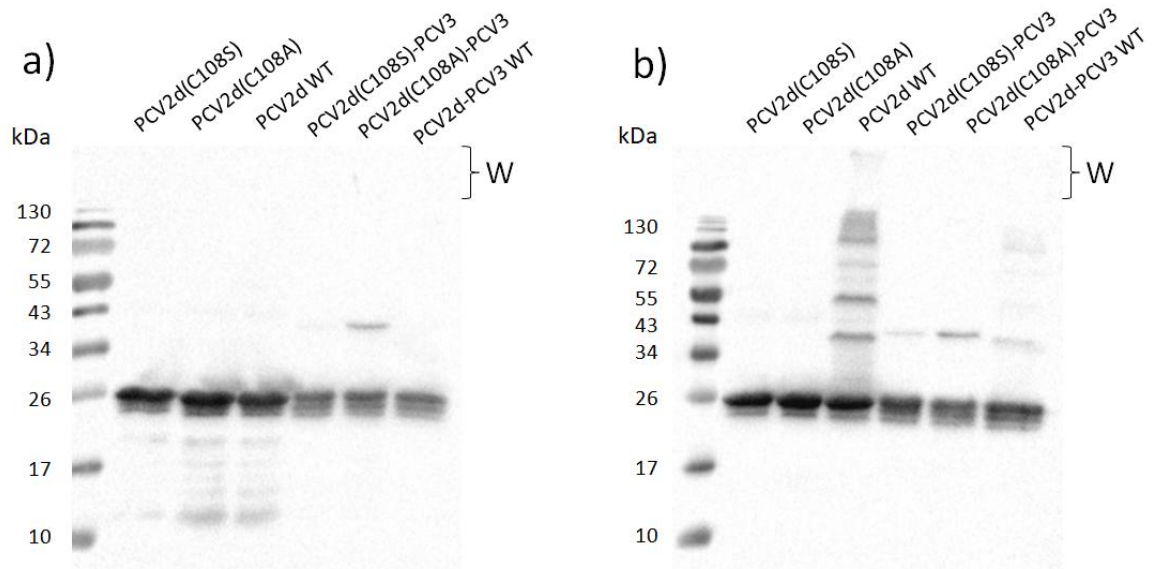 a)
PCV2d(C108S)
PCV2d(C108A)
PCV2d WT
PCV2d(C108S)-PCV3
PCV2d(C108A)-PCV3
PCV2d-PCV3 WT
kDa
W
130
72
55
43
34
26
17
10
b)
PCV2d(C108S)
PCV2d(C108A)
PCV2d WT
PCV2d(C108S)-PCV3
PCV2d(C108A)-PCV3
PCV2d-PCV3 WT
kDa
W
130
72
55
43
34
26
17
10